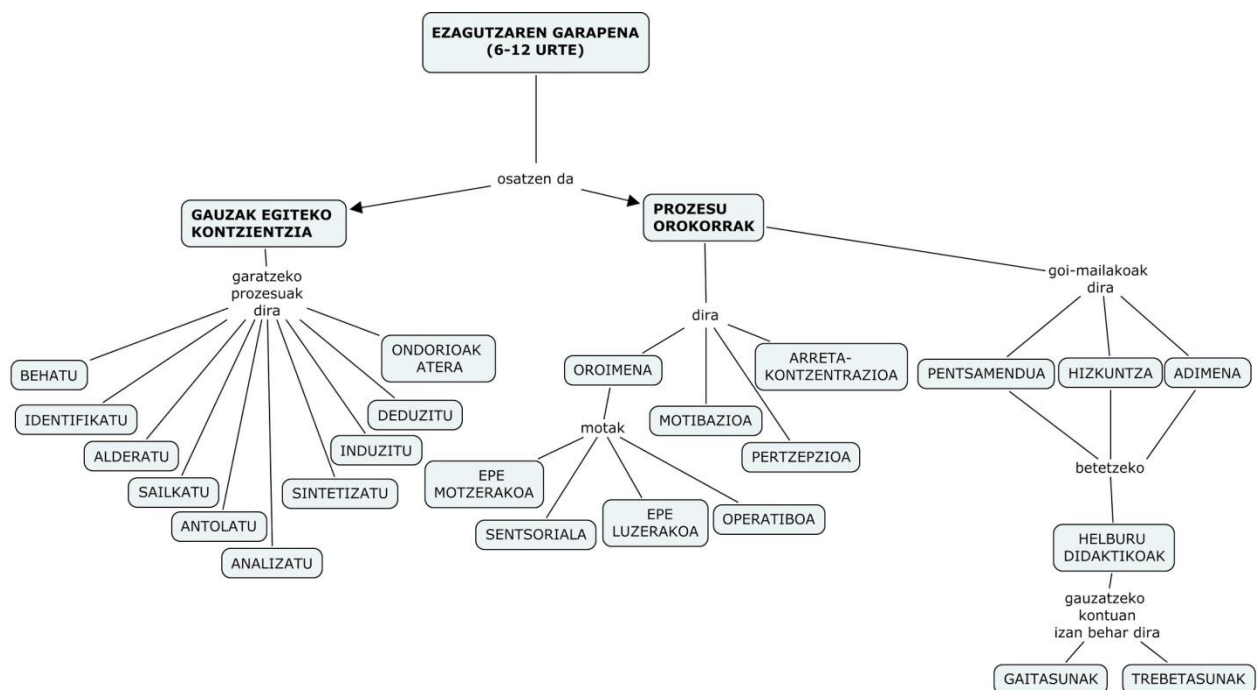 EZAGUTZAREN GARAPENA
(6-12 URTE)
osatzen da
GAUZAK EGITEKO
KONTZIENTZIA
PROZESU
OROKORRAK
garatzeko
prozesuak
dira
BEHATU
IDENTIFIKATU
ALDERATU
SAILKATU
ANTOLATU
ANALIZATU
SINTETIZATU
INDUZITU
DEDUZITU
ONDORIOAK
ATERA
dira
OROIMENA
MOTIBAZIOA
PERTZEPZIOA
ARRETA-
KONTZENTRAZIOA
motak
EPE
MOTZERAKOA
SENTSORIALA
EPE
LUZERAKOA
OPERATIBOA
goi-mailakoak
dira
PENTSAMENDUA
HIZKUNTZA
ADIMENA
betetzeko
HELBURU
DIDAKTIKOAK
gauzatzeko
kontuan
izan behar dira
GAITASUNAK
TREBETASUNAK